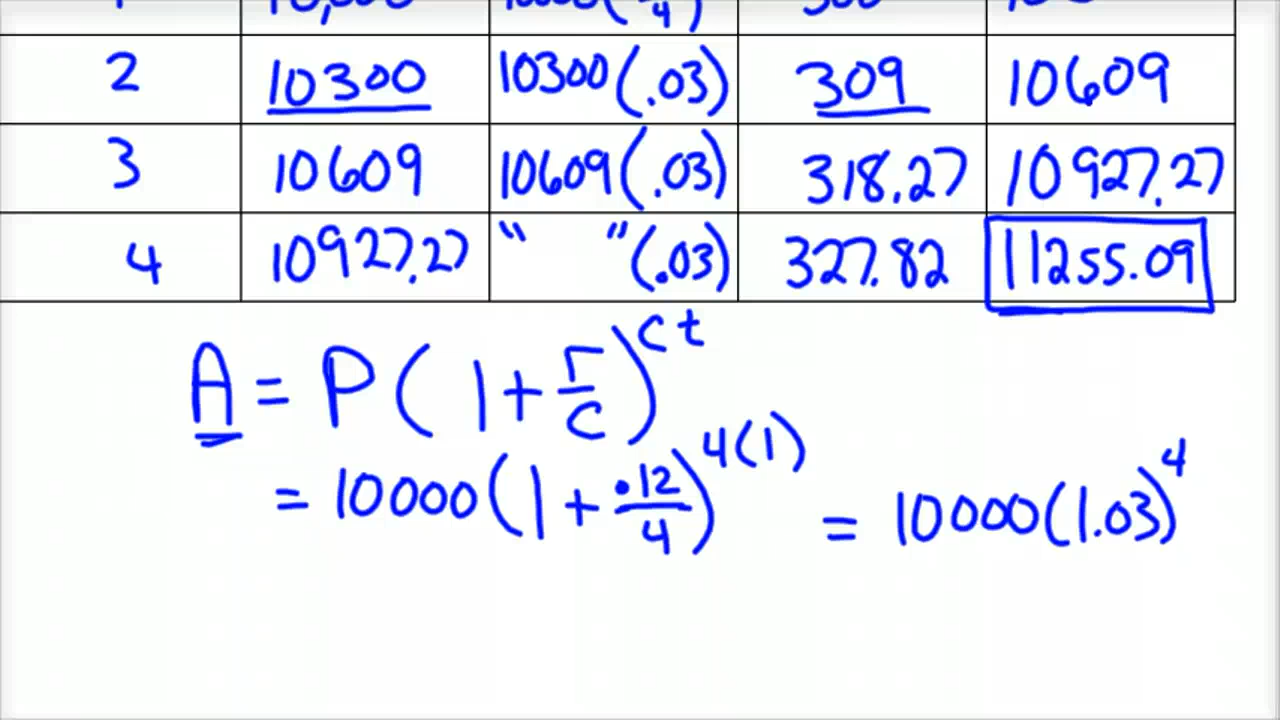 2 10300 10300(.03) 309 10609
3 10609 10609(.03) 318.27 10927.27
4 10927.27 " "(.03) 327.82 11255.09
A = P(1+r/c)^ct
= 10000(1+.12/4)^4(1) = 10000(1.03)^4